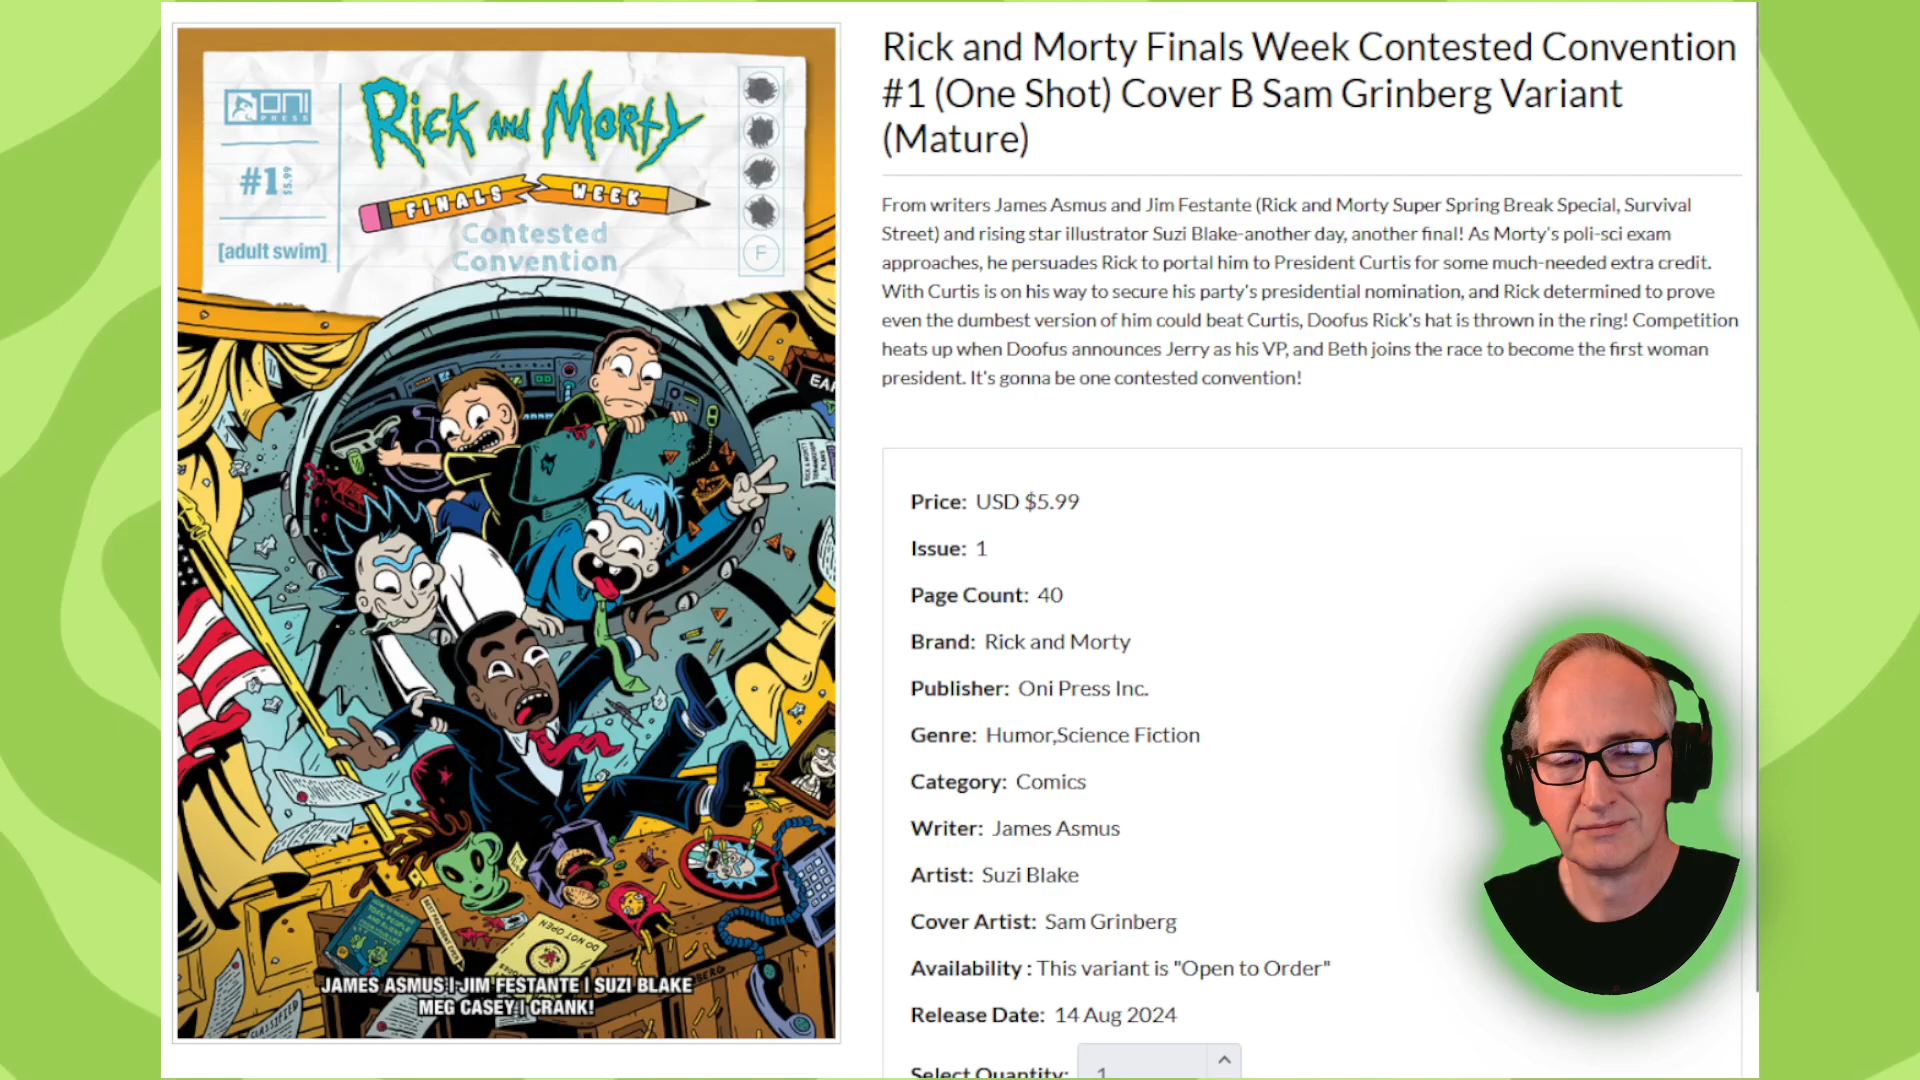 ONI
PRESS
#1
$5.99
[adult swim]
RICK AND MORTY
FINALS WEEK
Contested
Convention
F
EAR
RICK & MORTY
PLANS
DO NOT OPEN
CLASSIFIED
JAMES ASMUS | JIM FESTANTE | SUZI BLAKE
MEG CASEY | CRANK!
Rick and Morty Finals Week Contested Convention
#1 (One Shot) Cover B Sam Grinberg Variant
(Mature)
From writers James Asmus and Jim Festante (Rick and Morty Super Spring Break Special, Survival
Street) and rising star illustrator Suzi Blake-another day, another final! As Morty's poli-sci exam
approaches, he persuades Rick to portal him to President Curtis for some much-needed extra credit.
With Curtis is on his way to secure his party's presidential nomination, and Rick determined to prove
even the dumbest version of him could beat Curtis, Doofus Rick's hat is thrown in the ring! Competition
heats up when Doofus announces Jerry as his VP, and Beth joins the race to become the first woman
president. It's gonna be one contested convention!
Price: USD $5.99
Issue: 1
Page Count: 40
Brand: Rick and Morty
Publisher: Oni Press Inc.
Genre: Humor,Science Fiction
Category: Comics
Writer: James Asmus
Artist: Suzi Blake
Cover Artist: Sam Grinberg
Availability : This variant is "Open to Order"
Release Date: 14 Aug 2024
Select Quantity: 1